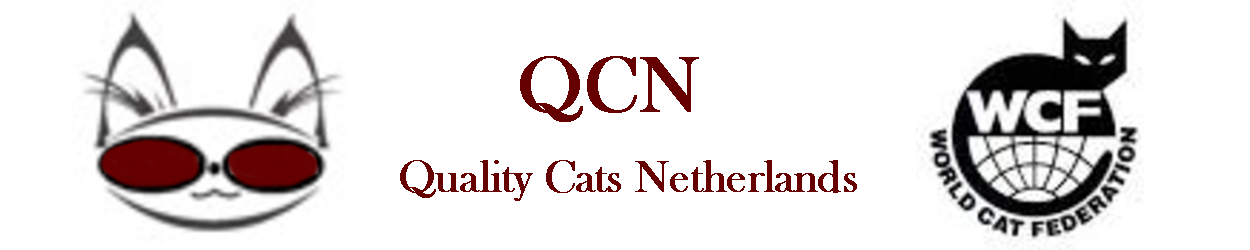 QCN
Quality Cats Netherlands
WCF
WORLD CAT FEDERATION